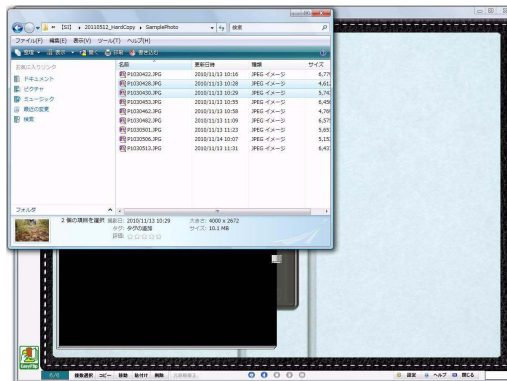 [SI] 20110512_HardCopy SamplePhoto 検索
ファイル(F) 編集(E) 表示(V) ツール(T) ヘルプ(H)
整理 表示 開く 印刷 書き込む
お気に入りリンク
ドキュメント
ピクチャ
ミュージック
最近の変更
検索
フォルダ
名前 更新日時 種類 サイズ
P1030422.JPG 2010/11/13 10:16 JPEG イメージ
P1030428.JPG 2010/11/13 10:28 JPEG イメージ
P1030430.JPG 2010/11/13 10:29 JPEG イメージ
P1030453.JPG 2010/11/13 10:55 JPEG イメージ
P1030462.JPG 2010/11/13 10:59 JPEG イメージ
P1030482.JPG 2010/11/13 11:09 JPEG イメージ
P1030501.JPG 2010/11/13 11:23 JPEG イメージ
P1030506.JPG 2010/11/14 10:07 JPEG イメージ
P1030513.JPG 2010/11/13 11:31 JPEG イメージ
2 個の項目を選択 撮影日: 2010/11/13 10:29 大きさ: 4000 x 2672
タグ: タグの追加 サイズ: 10.1 MB
評価:
EasyFlip
複数選択 コピー 移動 貼付け 削除
設定 ヘルプ 閉じる